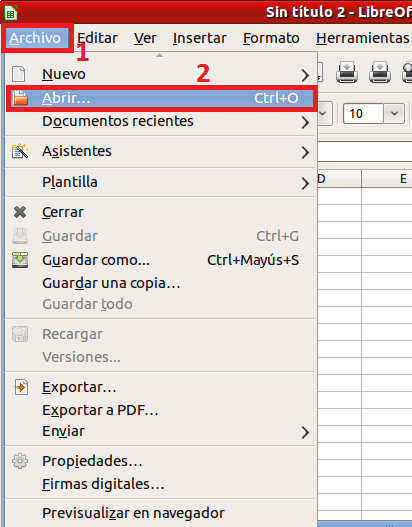 Sin título 2 - LibreOf
Archivo Editar Ver Insertar Formato Herramientas
1
Nuevo
2
Abrir... Ctrl+O
Documentos recientes
10
Asistentes
Plantilla
D E
Cerrar
Guardar Ctrl+G
Guardar como... Ctrl+Mayús+S
Guardar una copia...
Guardar todo
Recargar
Versiones...
Exportar...
Exportar a PDF...
Enviar
Propiedades...
Firmas digitales...
Previsualizar en navegador